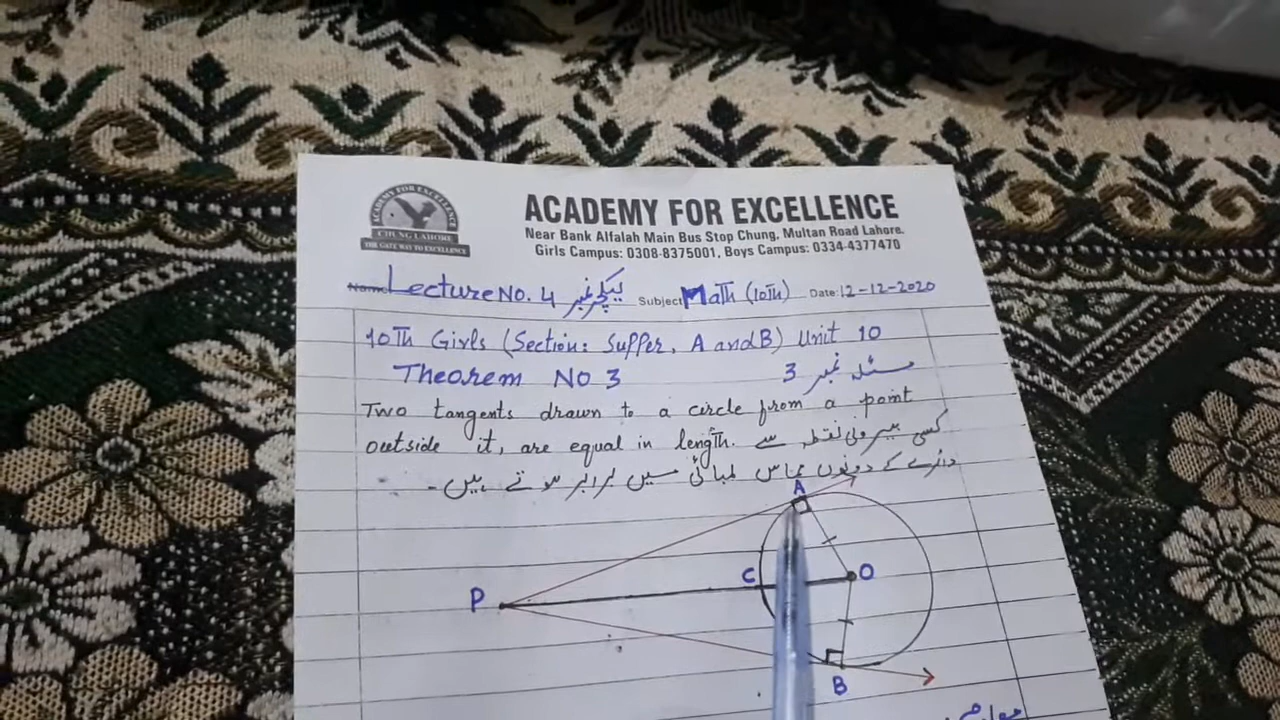 ACADEMY FOR EXCELLENCE
CHUNG LAHORE
THE GATE WAY TO EXCELLENCE
ACADEMY FOR EXCELLENCE
Near Bank Alfalah Main Bus Stop Chung, Multan Road Lahore.
Girls Campus: 0308-8375001, Boys Campus: 0334-4377470
Name Lecture No. 4 لیکچر نمبر Subject Math (10Th) Date: 12-12-2020
10Th Girls (Section: Supper, A and B) Unit 10
Theorem No 3 مسئلہ نمبر 3
Two tangents drawn to a circle from a point
outside it, are equal in length. کسی بیرونی نقطہ سے
دائرے کے دونوں مماس لمبائی میں برابر ہوتے ہیں۔
A
C
O
P
B